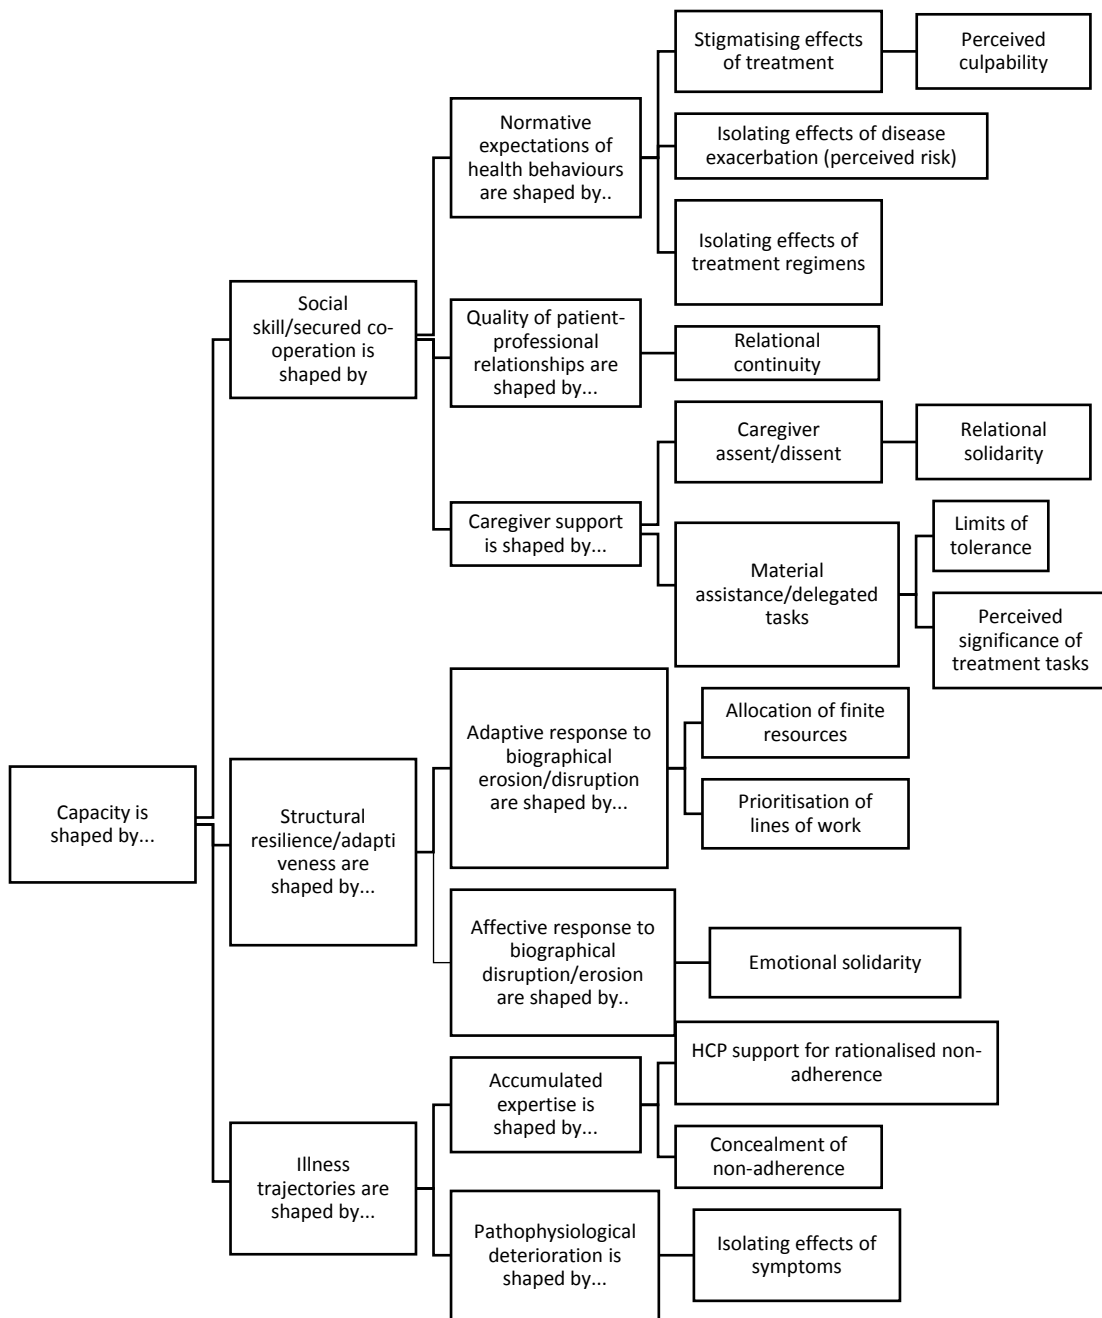 Capacity is
shaped by...
Social
skill/secured co-
operation is
shaped by
Normative
expectations of
health behaviours
are shaped by..
Stigmatising effects
of treatment
Perceived
culpability
Isolating effects of disease
exacerbation (perceived risk)
Isolating effects of
treatment regimens
Quality of patient-
professional
relationships are
shaped by...
Relational
continuity
Caregiver support
is shaped by...
Caregiver
assent/dissent
Relational
solidarity
Material
assistance/delegated
tasks
Limits of
tolerance
Perceived
significance of
treatment tasks
Structural
resilience/adapti
veness are
shaped by...
Adaptive response to
biographical
erosion/disruption
are shaped by...
Allocation of finite
resources
Prioritisation of
lines of work
Affective response to
biographical
disruption/erosion
are shaped by..
Emotional solidarity
Illness
trajectories are
shaped by...
Accumulated
expertise is
shaped by...
HCP support for rationalised non-
adherence
Concealment of
non-adherence
Pathophysiological
deterioration is
shaped by...
Isolating effects of
symptoms